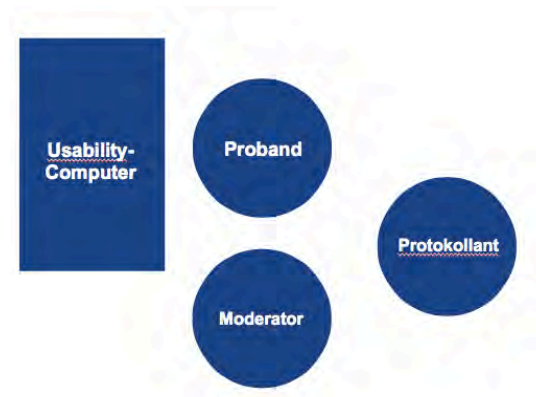 Usability-
Computer
Proband
Protokollant
Moderator